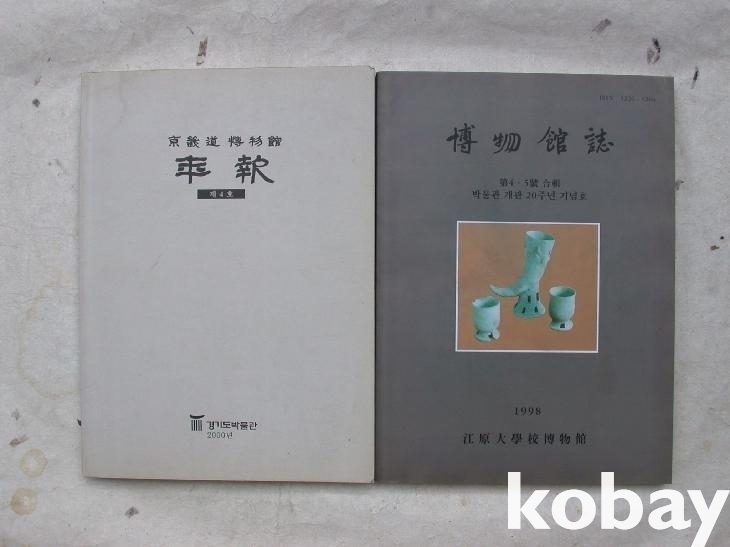 京畿道 博物館
年報
제4호
경기도박물관
2000년
博物館誌
第4·5號 合輯
박물관 개관 20주년 기념호
1998
江原大學校博物館
kobay